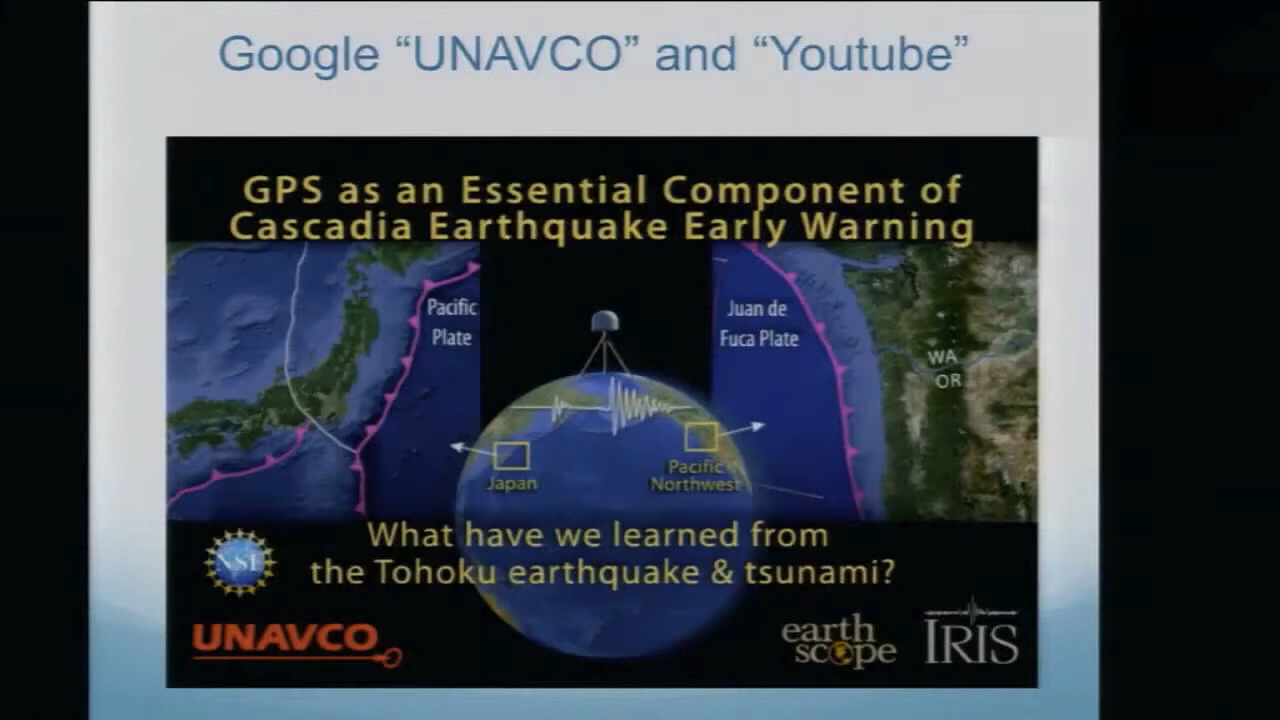 Google “UNAVCO” and “Youtube”
GPS as an Essential Component of
Cascadia Earthquake Early Warning
Pacific
Plate
Juan de
Fuca Plate
WA
OR
Japan
Pacific
Northwest
What have we learned from
the Tohoku earthquake & tsunami?
NSF
UNAVCO
earth
scope
IRIS